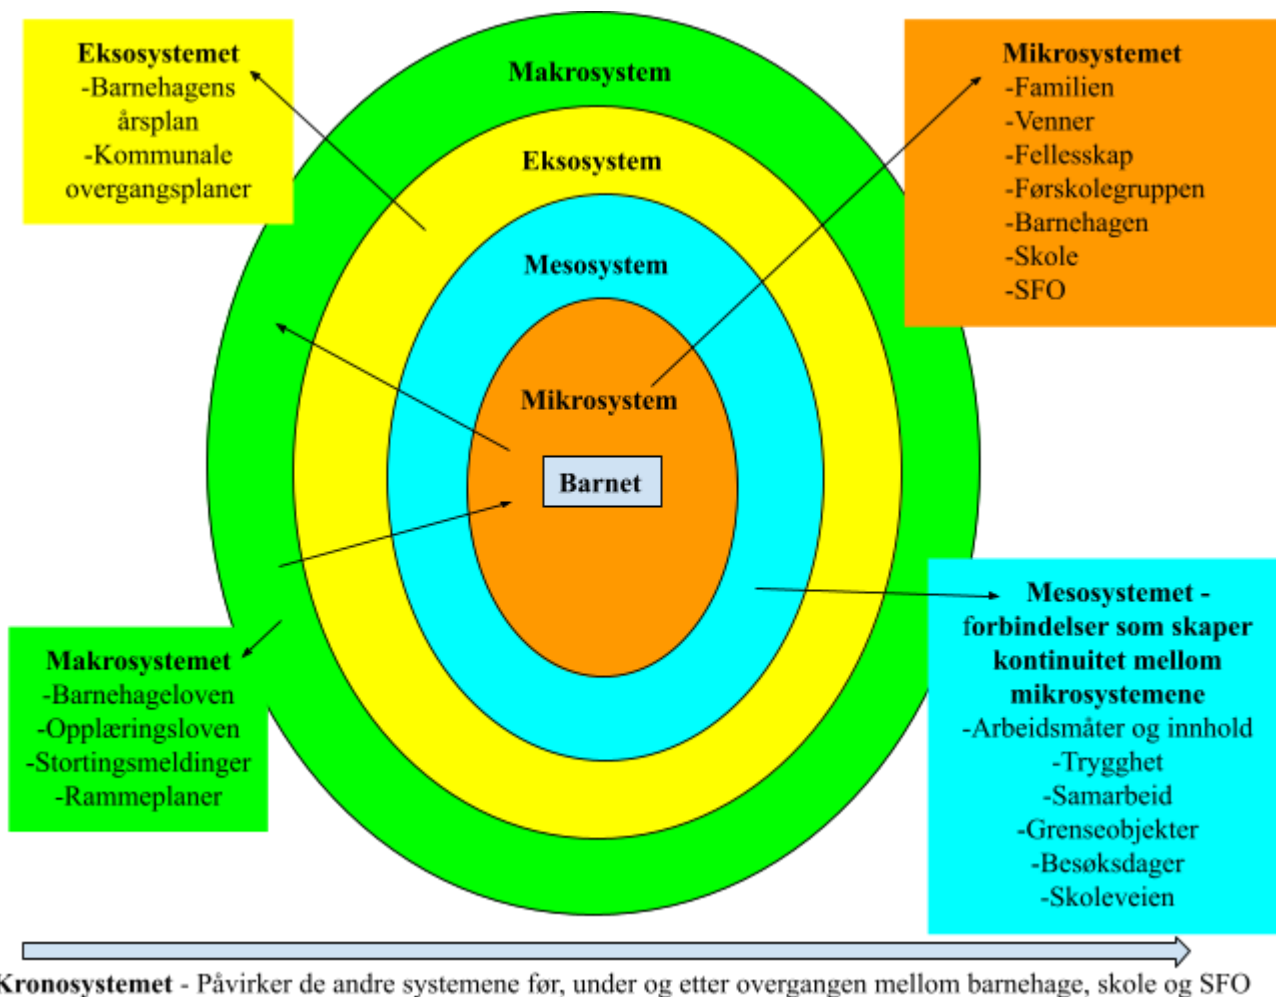 Eksosystemet
-Barnehagens
årsplan
-Kommunale
overgangsplaner
Makrosystem
Eksosystem
Mesosystem
Mikrosystem
Barnet
Mikrosystemet
-Familien
-Venner
-Fellesskap
-Førskolegruppen
-Barnehagen
-Skole
-SFO
Makrosystemet
-Barnehageloven
-Opplæringsloven
-Stortingsmeldinger
-Rammeplaner
Mesosystemet -
forbindelser som skaper
kontinuitet mellom
mikrosystemene
-Arbeidsmåter og innhold
-Trygghet
-Samarbeid
-Grenseobjekter
-Besøksdager
-Skoleveien
Kronosystemet - Påvirker de andre systemene før, under og etter overgangen mellom barnehage, skole og SFO